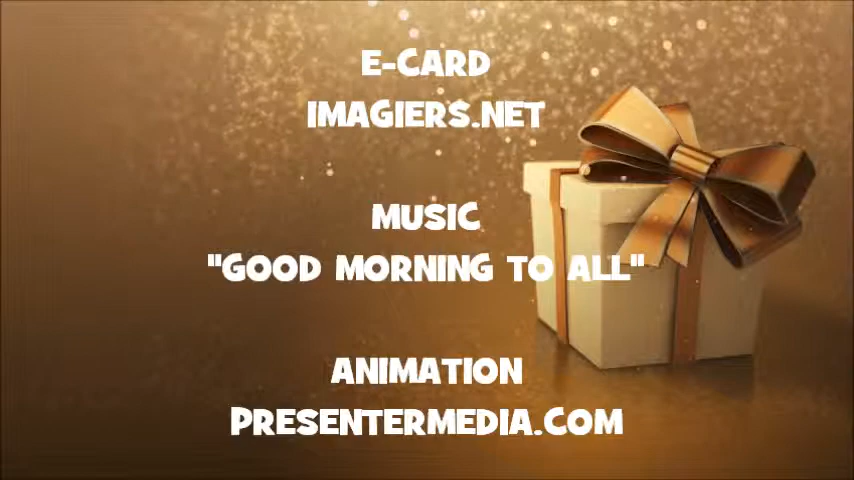 E-CARD
IMAGIERS.NET
MUSIC
"GOOD MORNING TO ALL"
ANIMATION
PRESENTERMEDIA.COM